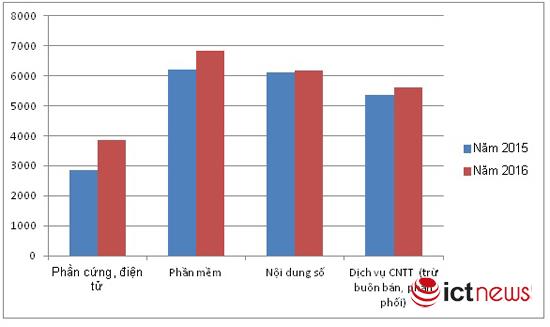 8000
7000
6000
5000
4000
3000
2000
1000
0
Phần cứng, điện
tử
Phần mềm
Nội dung số
Dịch vụ CNTT (trừ
buôn bán, phân
phối)
Năm 2015
Năm 2016
ictnews